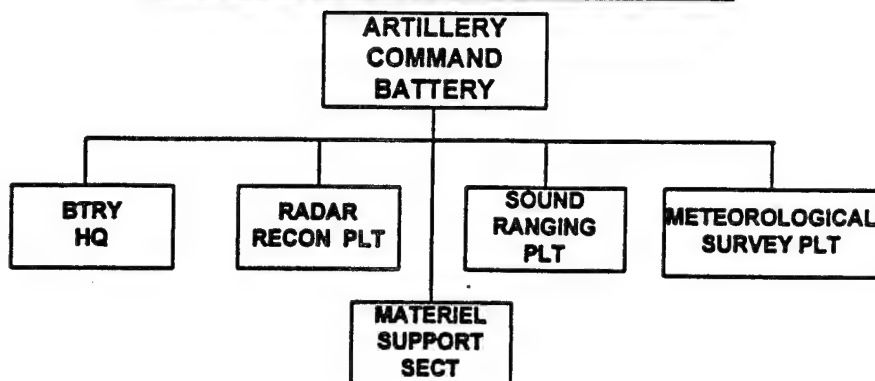 ARTILLERY
COMMAND
BATTERY
BTRY
HQ
RADAR
RECON PLT
SOUND
RANGING
PLT
METEOROLOGICAL
SURVEY PLT
MATERIEL
SUPPORT
SECT